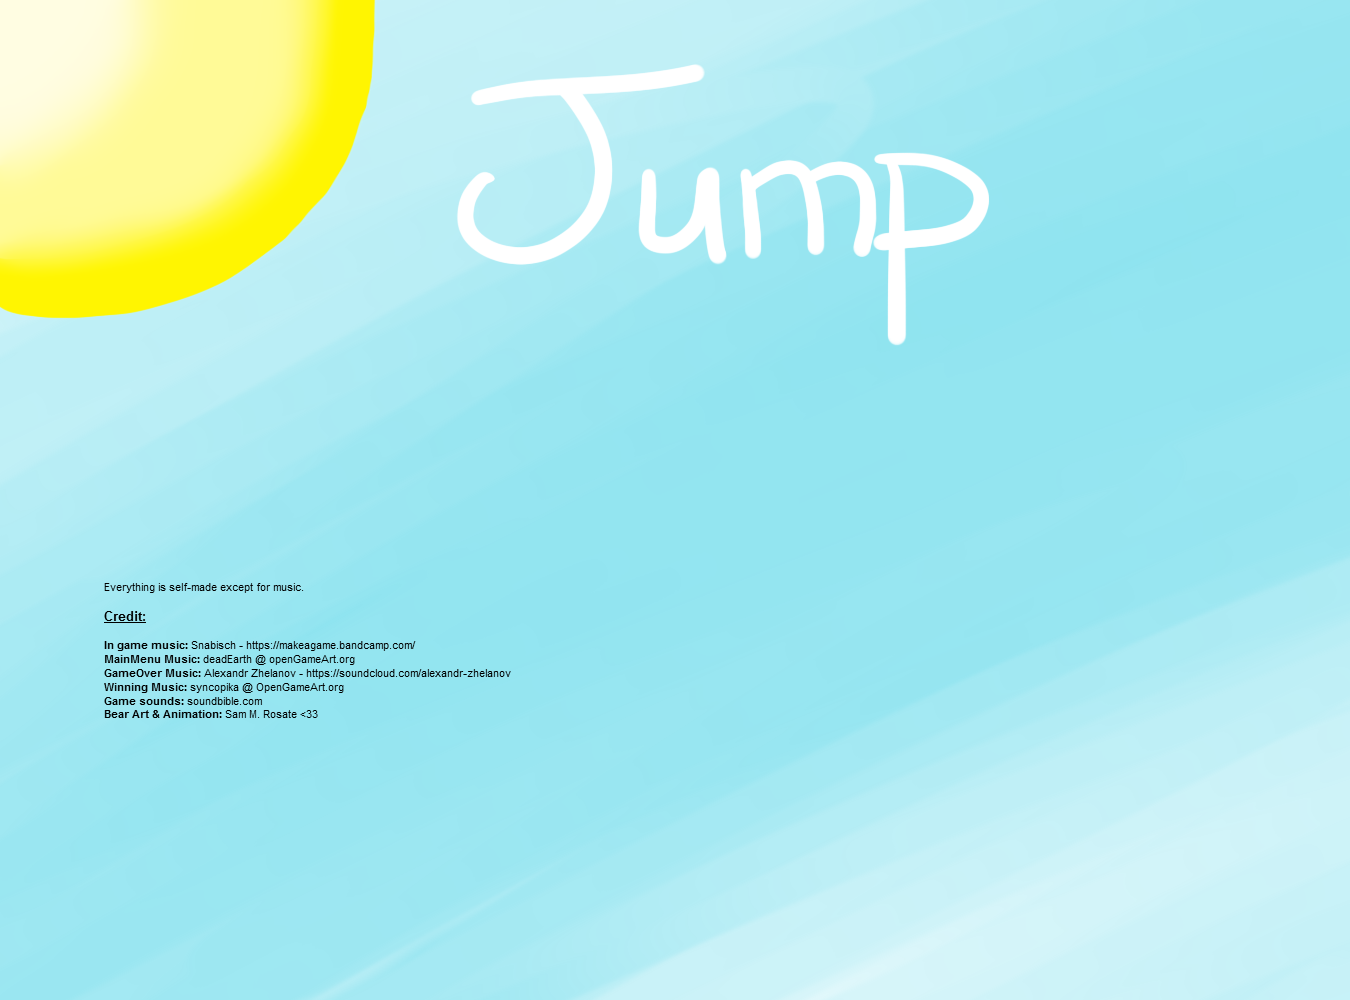 Jump
Everything is self-made except for music.
Credit:
In game music: Snabisch - https://makeagame.bandcamp.com/
MainMenu Music: deadEarth @ openGameArt.org
GameOver Music: Alexandr Zhelanov - https://soundcloud.com/alexandr-zhelanov
Winning Music: syncopika @ OpenGameArt.org
Game sounds: soundbible.com
Bear Art & Animation: Sam M. Rosate <33